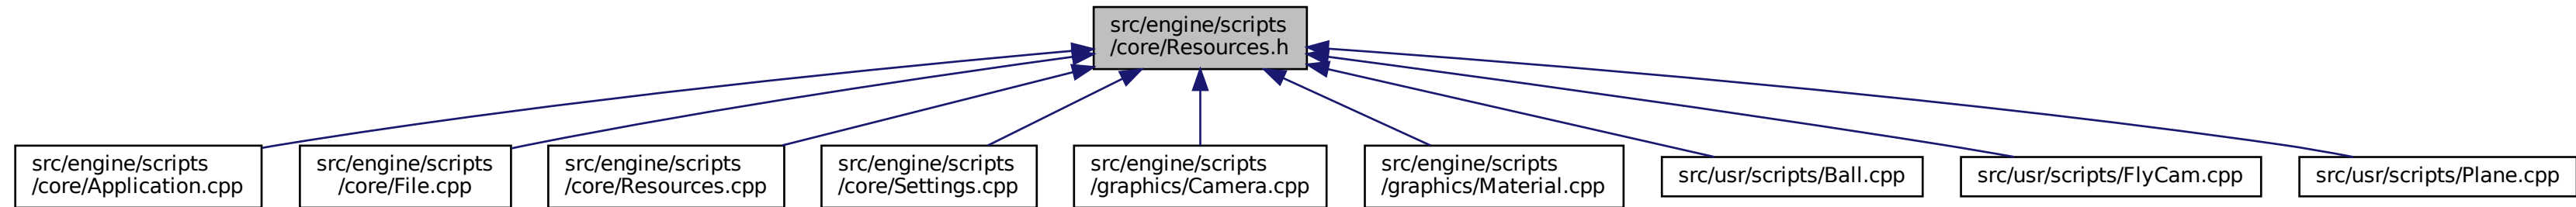 src/engine/scripts
/core/Resources.h
src/engine/scripts
/core/Application.cpp
src/engine/scripts
/core/File.cpp
src/engine/scripts
/core/Resources.cpp
src/engine/scripts
/core/Settings.cpp
src/engine/scripts
/graphics/Camera.cpp
src/engine/scripts
/graphics/Material.cpp
src/usr/scripts/Ball.cpp
src/usr/scripts/FlyCam.cpp
src/usr/scripts/Plane.cpp